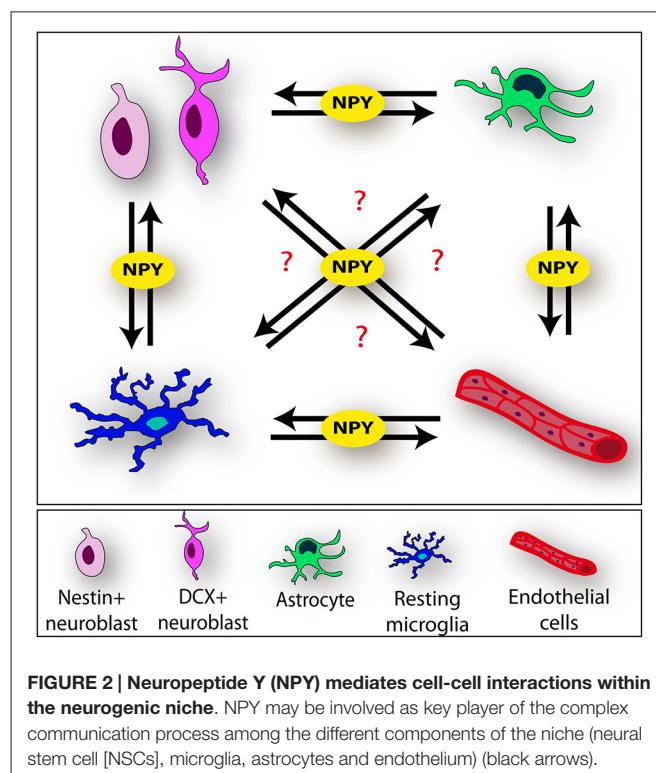 NPY
?
NPY
?
NPY
?
NPY
?
NPY
Nestin+
neuroblast
DCX+
neuroblast
Astrocyte
Resting
microglia
Endothelial
cells
FIGURE 2 | Neuropeptide Y (NPY) mediates cell-cell interactions within
the neurogenic niche. NPY may be involved as key player of the complex
communication process among the different components of the niche (neural
stem cell [NSCs], microglia, astrocytes and endothelium) (black arrows).